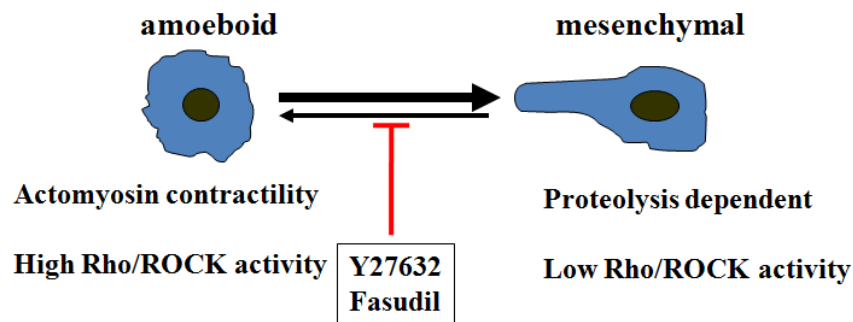 amoeboid
mesenchymal
Actomyosin contractility
High Rho/ROCK activity
Y27632
Fasudil
Proteolysis dependent
Low Rho/ROCK activity